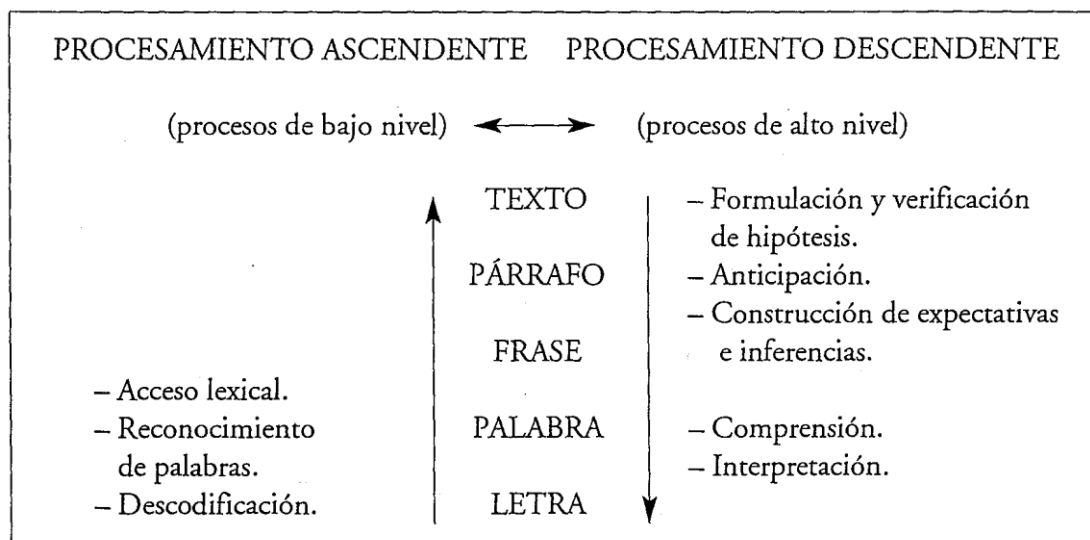 PROCESAMIENTO ASCENDENTE PROCESAMIENTO DESCENDENTE
(procesos de bajo nivel) (procesos de alto nivel)
TEXTO
PÁRRAFO
FRASE
PALABRA
LETRA
– Acceso lexical.
– Reconocimiento
de palabras.
– Descodificación.
– Formulación y verificación
de hipótesis.
– Anticipación.
– Construcción de expectativas
e inferencias.
– Comprensión.
– Interpretación.